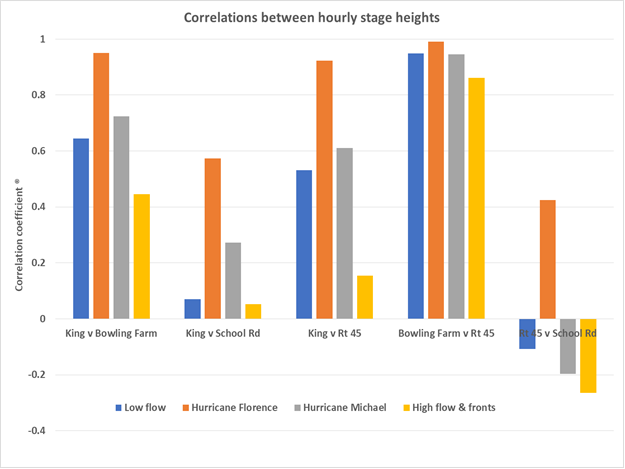 Correlations between hourly stage heights
1
0.8
0.6
0.4
0.2
0
-0.2
-0.4
Correlation coefficient ®
King v Bowling Farm
King v School Rd
King v Rt 45
Bowling Farm v Rt 45
Rt 45 v School Rd
Low flow
Hurricane Florence
Hurricane Michael
High flow & fronts